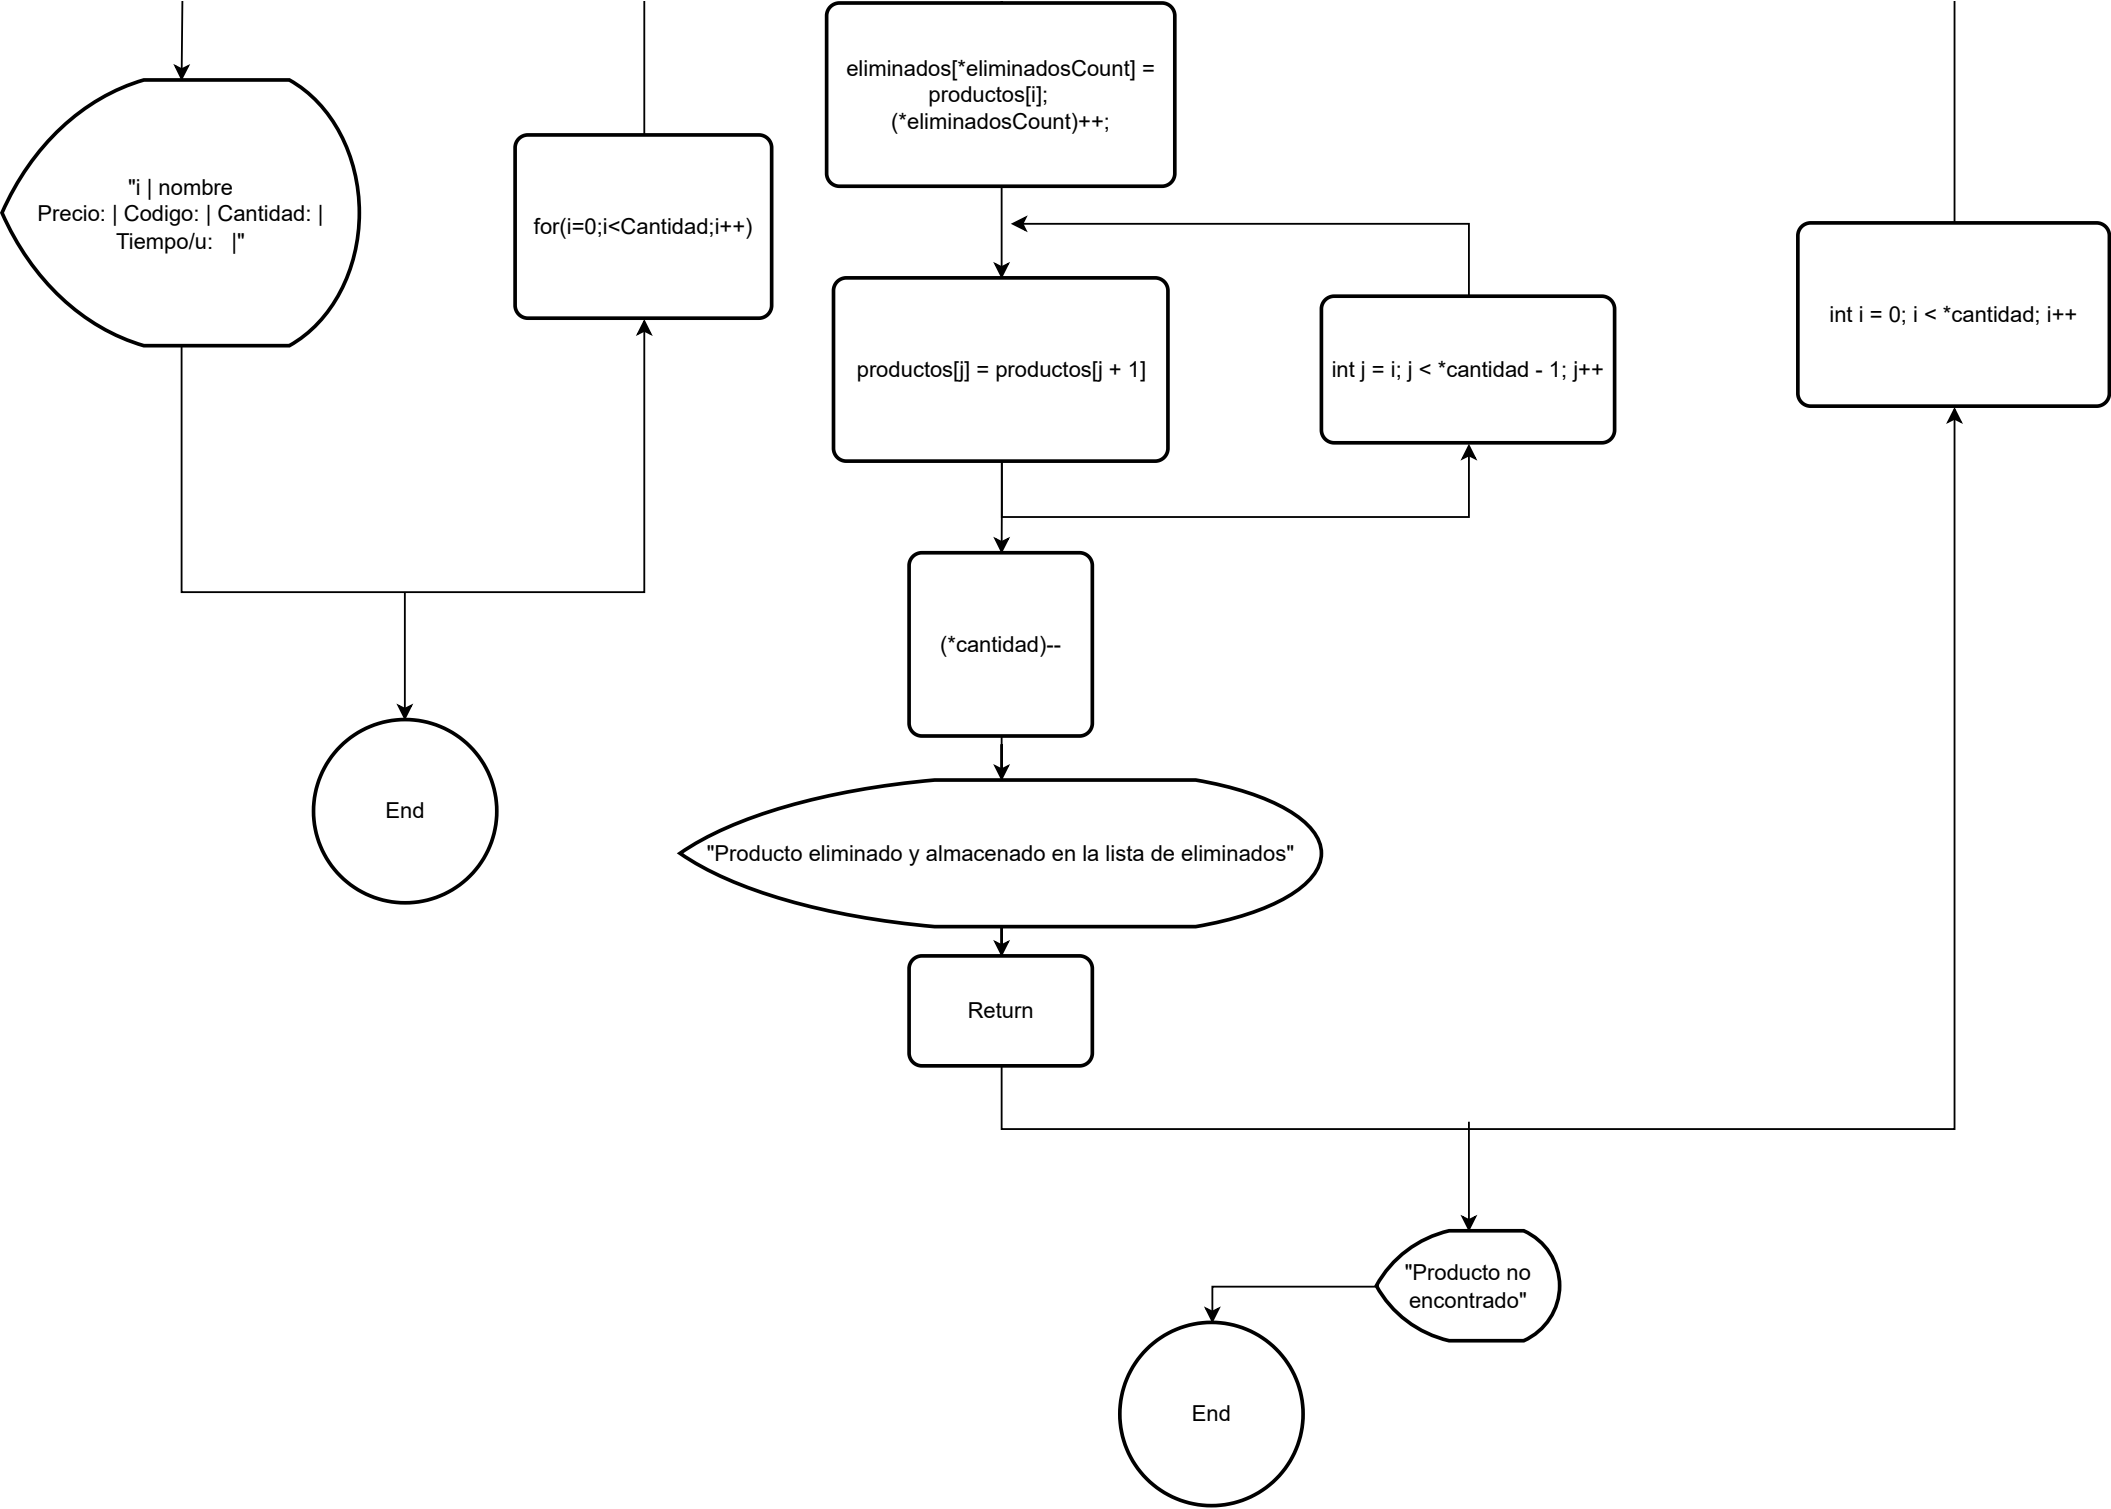 "i | nombre
Precio: | Codigo: | Cantidad: |
Tiempo/u:   |"
for(i=0;i<Cantidad;i++)
End
eliminados[*eliminadosCount] =
productos[i];
(*eliminadosCount)++;
productos[j] = productos[j + 1]
int j = i; j < *cantidad - 1; j++
int i = 0; i < *cantidad; i++
(*cantidad)--
"Producto eliminado y almacenado en la lista de eliminados"
Return
"Producto no
encontrado"
End